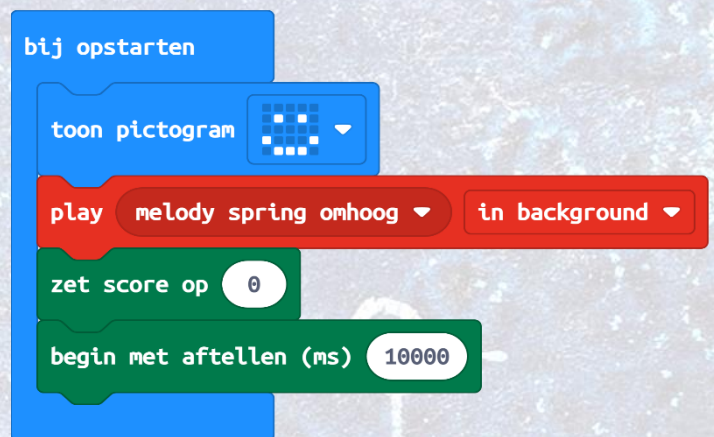 bij opstarten
toon pictogram
play melody spring omhoog in background
zet score op 0
begin met aftellen (ms) 10000